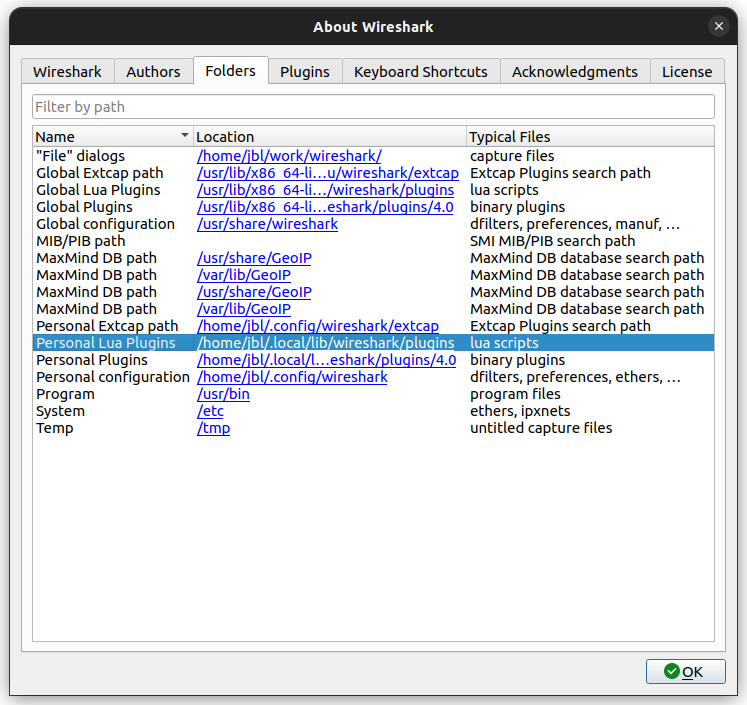 About Wireshark
Wireshark Authors Folders Plugins Keyboard Shortcuts Acknowledgments License
Filter by path
Name Location Typical Files
"File" dialogs /home/jbl/work/wireshark/ capture files
Global Extcap path /usr/lib/x86_64-li…u/wireshark/extcap Extcap Plugins search path
Global Lua Plugins /usr/lib/x86_64-li…/wireshark/plugins lua scripts
Global Plugins /usr/lib/x86_64-li…eshark/plugins/4.0 binary plugins
Global configuration /usr/share/wireshark dfilters, preferences, manuf, …
MIB/PIB path SMI MIB/PIB search path
MaxMind DB path /usr/share/GeoIP MaxMind DB database search path
MaxMind DB path /var/lib/GeoIP MaxMind DB database search path
MaxMind DB path /usr/share/GeoIP MaxMind DB database search path
MaxMind DB path /var/lib/GeoIP MaxMind DB database search path
Personal Extcap path /home/jbl/.config/wireshark/extcap Extcap Plugins search path
Personal Lua Plugins /home/jbl/.local/lib/wireshark/plugins lua scripts
Personal Plugins /home/jbl/.local/l…eshark/plugins/4.0 binary plugins
Personal configuration /home/jbl/.config/wireshark dfilters, preferences, ethers, …
Program /usr/bin program files
System /etc ethers, ipxnets
Temp /tmp untitled capture files
OK